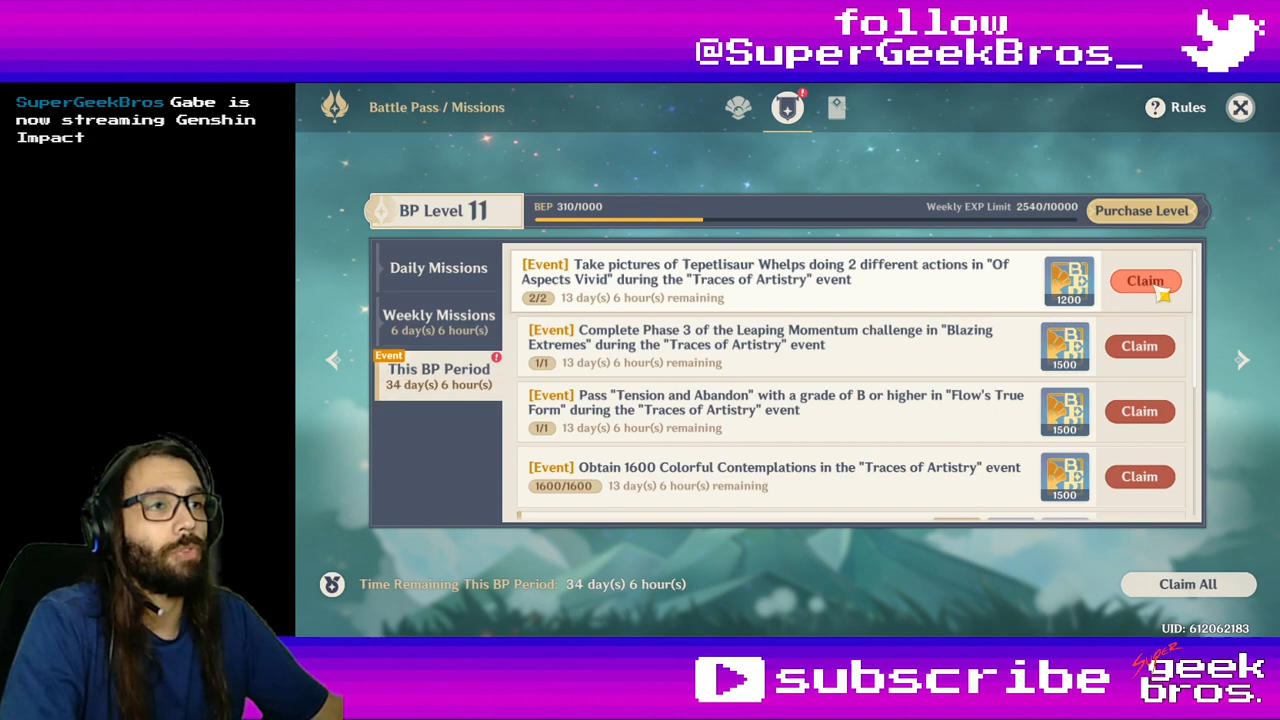 follow
@SuperGeekBros_
SuperGeekBros Gabe is
now streaming Genshin
Impact
Battle Pass / Missions
Rules
BP Level 11
BEP 310/1000
Weekly EXP Limit 2540/10000
Purchase Level
Daily Missions
Weekly Missions
6 day(s) 6 hour(s)
Event
This BP Period
34 day(s) 6 hour(s)
[Event] Take pictures of Tepetlisaur Whelps doing 2 different actions in "Of
Aspects Vivid" during the "Traces of Artistry" event
2/2 13 day(s) 6 hour(s) remaining
BEP
1200
Claim
[Event] Complete Phase 3 of the Leaping Momentum challenge in "Blazing
Extremes" during the "Traces of Artistry" event
1/1 13 day(s) 6 hour(s) remaining
BEP
1500
Claim
[Event] Pass "Tension and Abandon" with a grade of B or higher in "Flow's True
Form" during the "Traces of Artistry" event
1/1 13 day(s) 6 hour(s) remaining
BEP
1500
Claim
[Event] Obtain 1600 Colorful Contemplations in the "Traces of Artistry" event
1600/1600 13 day(s) 6 hour(s) remaining
BEP
1500
Claim
Time Remaining This BP Period: 34 day(s) 6 hour(s)
Claim All
UID: 612062183
subscribe
SUPER
geek
bros.